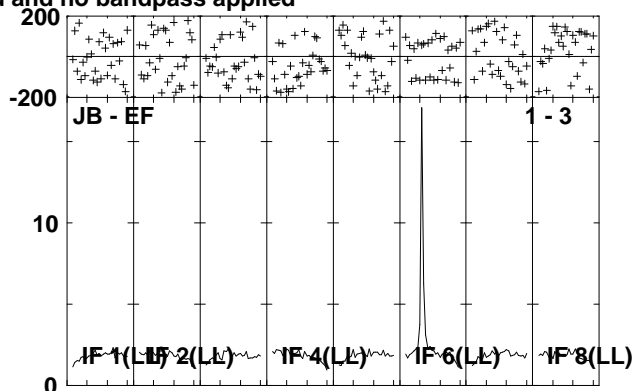 and no bandpass applied
200
-200
JB - EF 1 - 3
10
0
IF 1(LL) IF 2(LL) IF 4(LL) IF 6(LL) IF 8(LL)